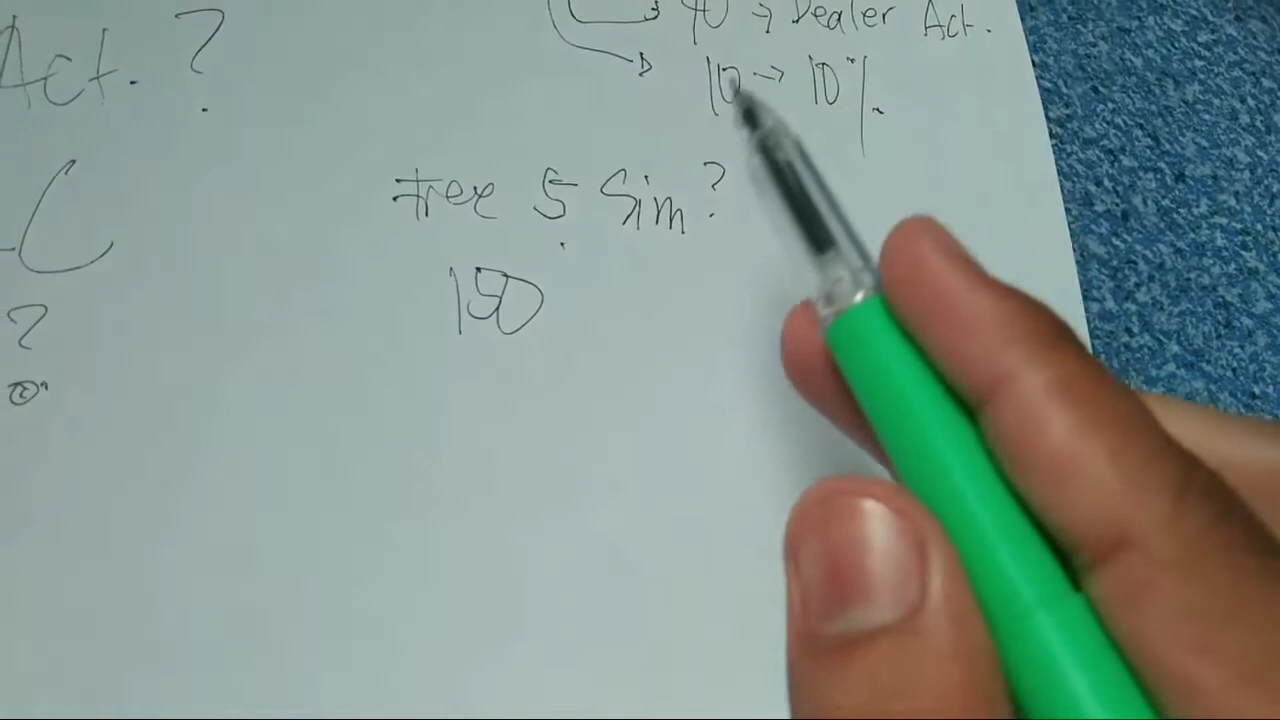 Act. ?
40 → Dealer Act.
10 → 10%.
free 5 Sim ?
150
?